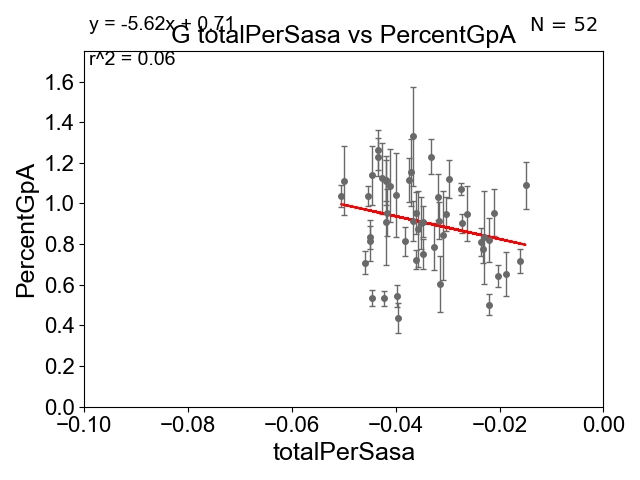 y = -5.62x + 0.71
N = 52
G totalPerSasa vs PercentGpA
r^2 = 0.06
PercentGpA
1.6
1.4
1.2
1.0
0.8
0.6
0.4
0.2
0.0
−0.10 −0.08 −0.06 −0.04 −0.02 0.00
totalPerSasa